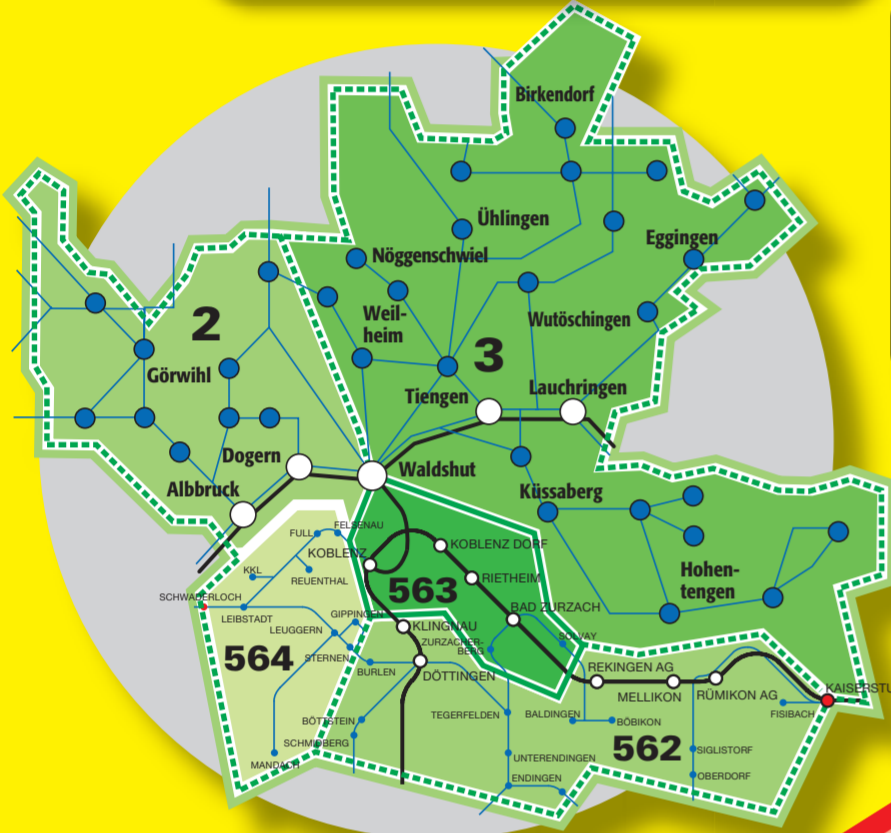 Birkendorf
Ühlingen
Eggingen
Nöggenschwiel
2
Weil-
heim
Wutöschingen
3
Görwihl
Tiengen
Lauchringen
Dogern
Waldshut
Albbruck
Küssaberg
FULL
FELSENAU
KOBLENZ
KOBLENZ DORF
Hohen-
tengen
KKL
REUENTHAL
563
RIETHEIM
SCHWADERLOCH
LEIBSTADT
GIPPINGEN
BAD ZURZACH
LEUGGERN
KLINGNAU
SOLVAY
ZURZACHER-
BERG
564
STERNEN
BURLEN
DÖTTINGEN
REKINGEN AG
MELLIKON
RÜMIKON AG
KAISERSTU
FISIBACH
BÖTTSTEIN
TEGERFELDEN
BALDINGEN
BÖBIKON
SCHMIDBERG
562
SIGLISTORF
MANDACH
UNTERENDINGEN
ENDINGEN
OBERDORF